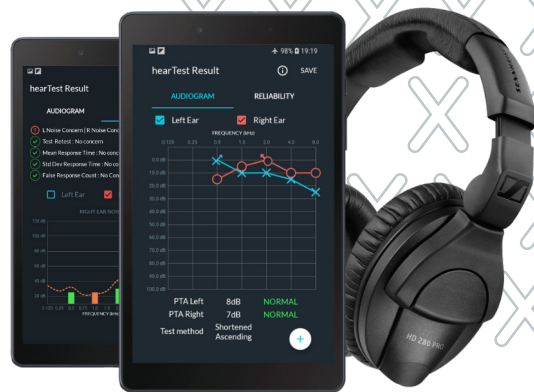 hearTest Result
AUDIOGRAM
L Noise Concern | R Noise Conc
Test-Retest : No concern
Mean Response Time : No co
Std Dev Response Time : No co
False Response Count : No Con
Left Ear
RIGHT EAR NOI
FREQUENCY (kHz)
98% 19:19
hearTest Result
SAVE
AUDIOGRAM RELIABILITY
Left Ear Right Ear
FREQUENCY (kHz)
0.125 0.25 0.5 1.0 2.0 4.0 8.0
0.0 dB
10.0 dB
20.0 dB
30.0 dB
40.0 dB
50.0 dB
60.0 dB
70.0 dB
80.0 dB
90.0 dB
100.0 dB
PTA Left 8dB NORMAL
PTA Right 7dB NORMAL
Test method Shortened
Ascending
+
HD 280 PRO